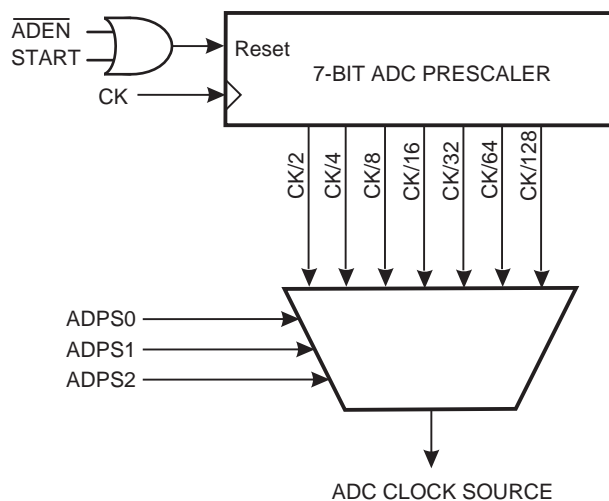 ADEN
START
Reset
7-BIT ADC PRESCALER
CK
CK/2
CK/4
CK/8
CK/16
CK/32
CK/64
CK/128
ADPS0
ADPS1
ADPS2
ADC CLOCK SOURCE